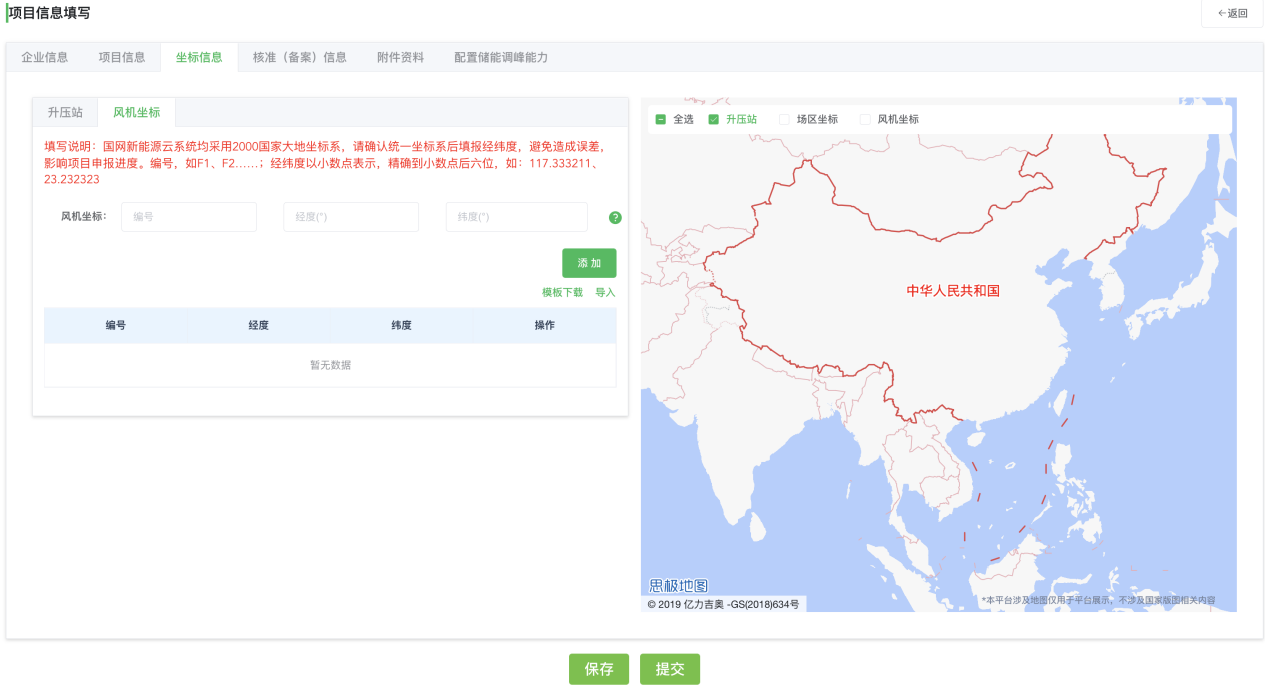 项目信息填写
←返回
企业信息 项目信息 坐标信息 核准（备案）信息 附件资料 配置储能调峰能力
升压站 风机坐标
填写说明：国网新能源云系统均采用2000国家大地坐标系，请确认统一坐标系后填报经纬度，避免造成误差，
影响项目申报进度。编号，如F1、F2......；经纬度以小数点表示，精确到小数点后六位，如：117.333211、
23.232323
风机坐标： 编号 经度(°) 纬度(°) ?
添加
模板下载 导入
编号 经度 纬度 操作
暂无数据
全选 升压站 场区坐标 风机坐标
中华人民共和国
思极地图
© 2019 亿力吉奥 -GS(2018)634号
*本平台涉及地图仅用于平台展示，不涉及国家版图相关内容
保存 提交